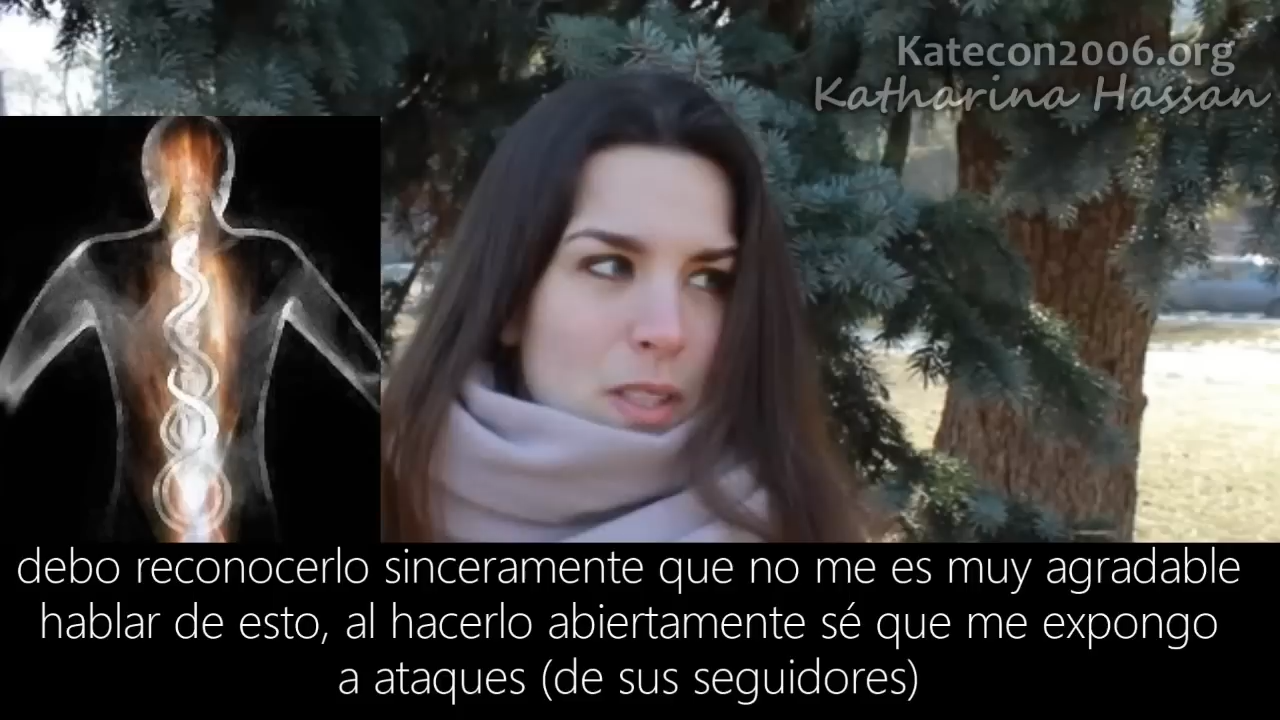 Katecon2006.org
Katharina Hassan
debo reconocerlo sinceramente que no me es muy agradable
hablar de esto, al hacerlo abiertamente sé que me expongo
a ataques (de sus seguidores)